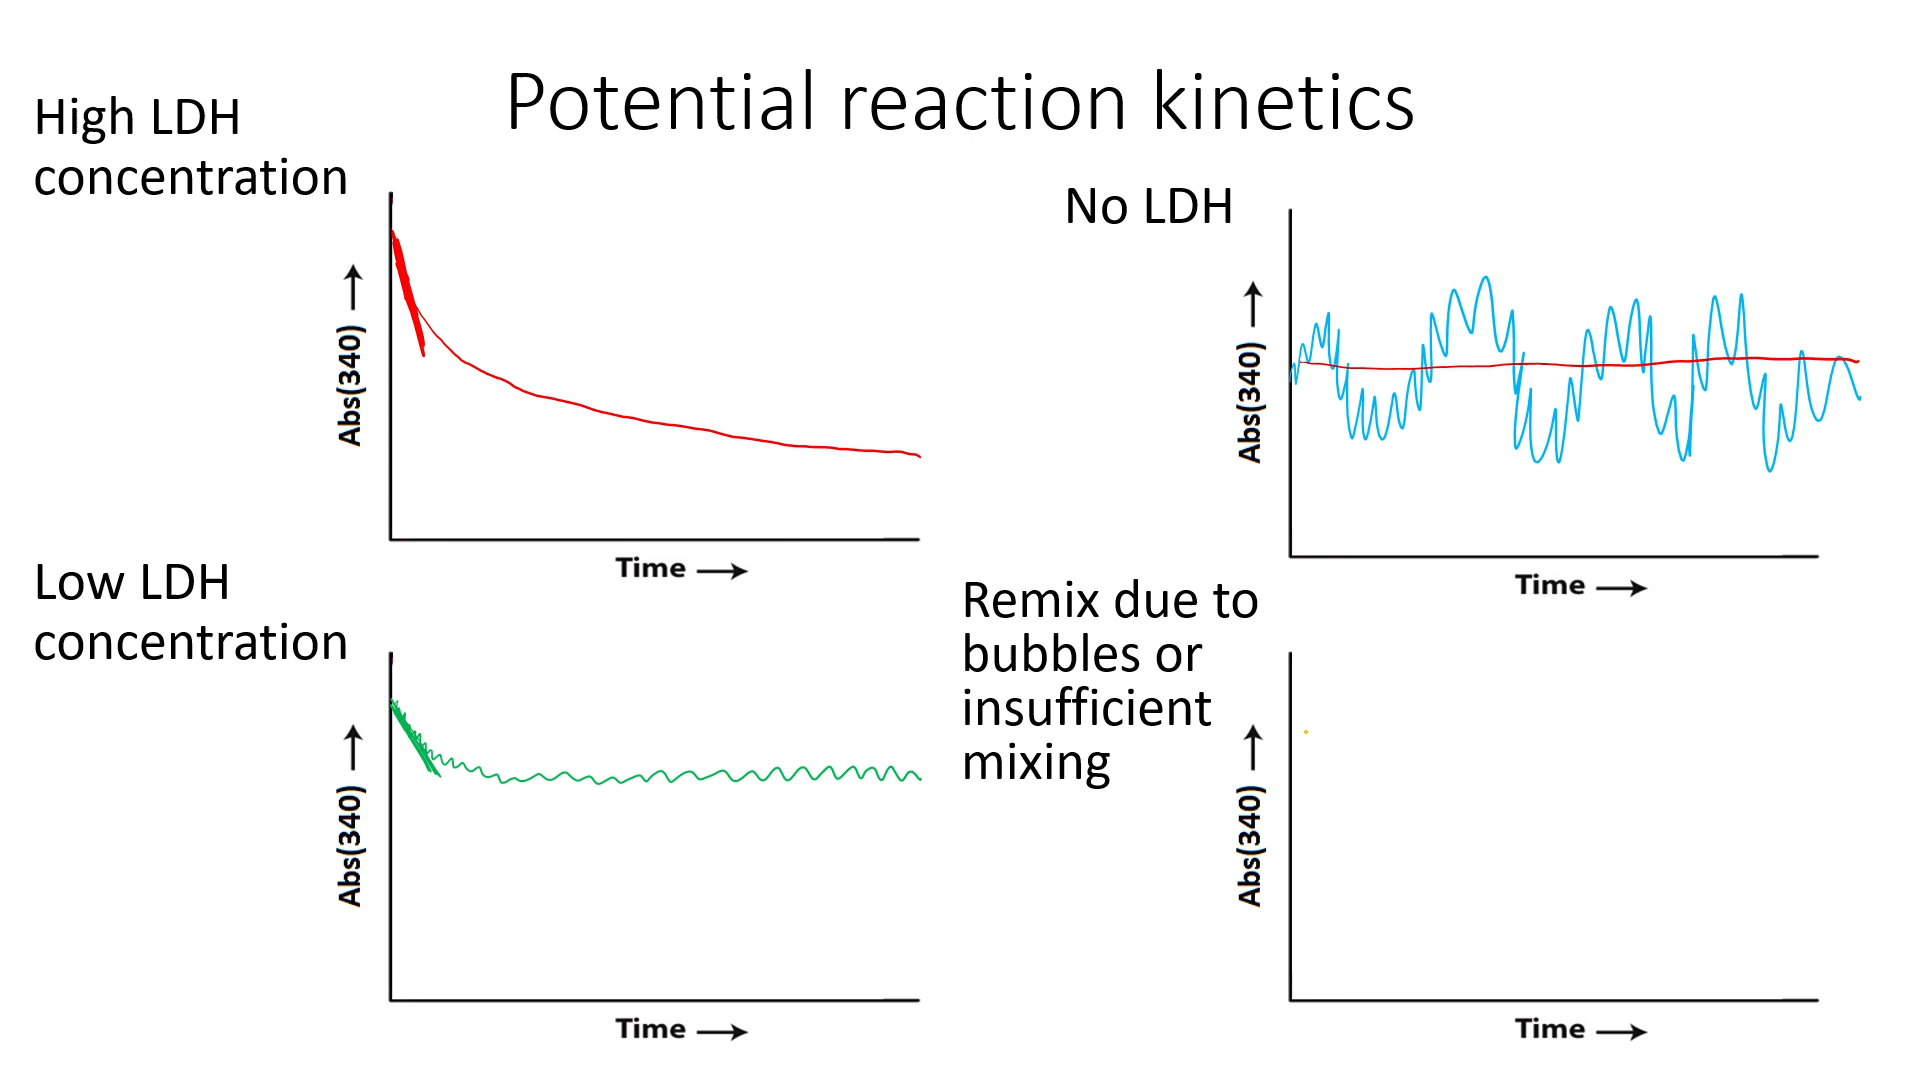 Potential reaction kinetics
High LDH
concentration
Abs(340)
Time
No LDH
Abs(340)
Time
Low LDH
concentration
Abs(340)
Time
Remix due to
bubbles or
insufficient
mixing
Abs(340)
Time